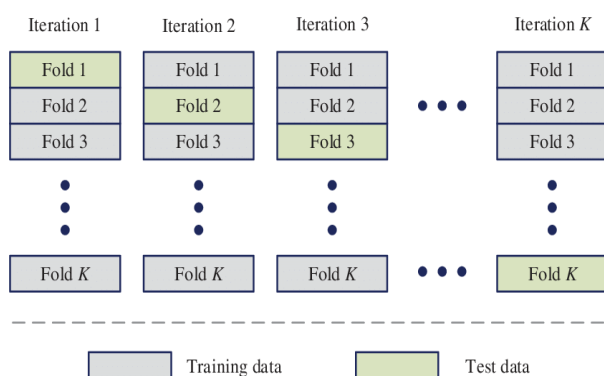 Iteration 1 Iteration 2 Iteration 3 Iteration K
Fold 1 Fold 1 Fold 1 Fold 1
Fold 2 Fold 2 Fold 2 Fold 2
Fold 3 Fold 3 Fold 3 Fold 3
Fold K Fold K Fold K Fold K
Training data Test data